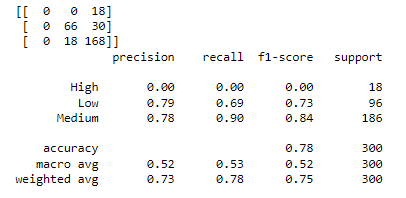 [[ 0 0 18]
[ 0 66 30]
[ 0 18 168]]
precision recall f1-score support
High 0.00 0.00 0.00 18
Low 0.79 0.69 0.73 96
Medium 0.78 0.90 0.84 186
accuracy 0.78 300
macro avg 0.52 0.53 0.52 300
weighted avg 0.73 0.78 0.75 300